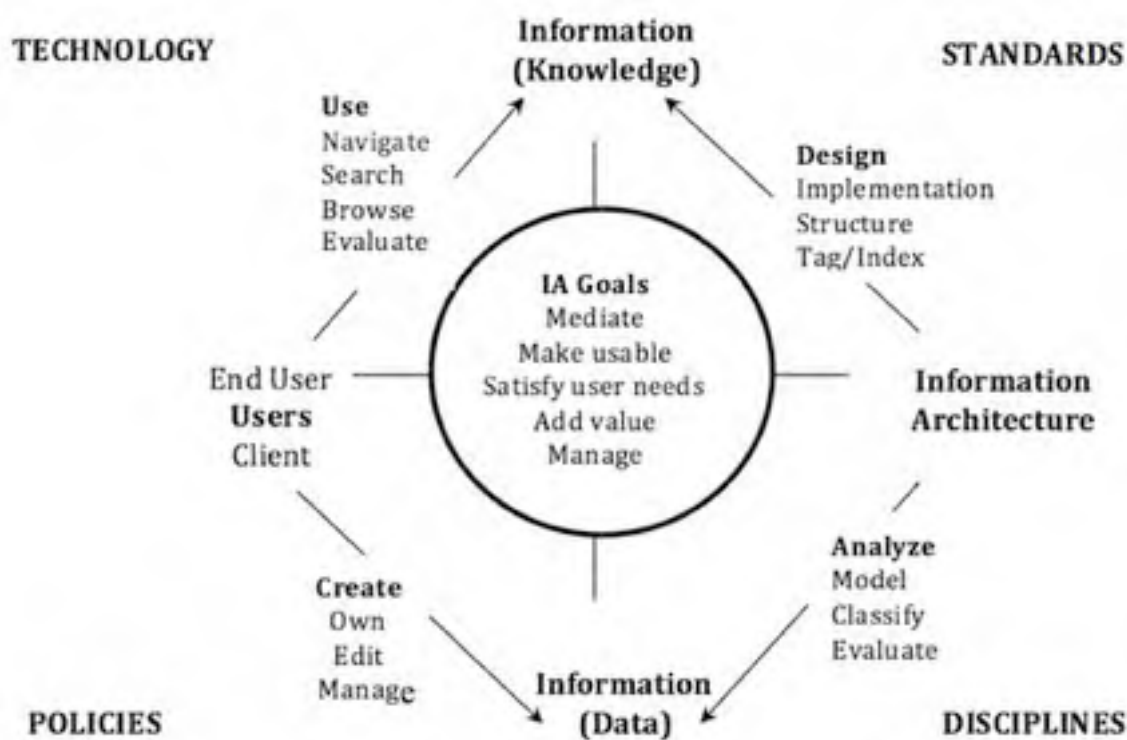 TECHNOLOGY
Information
(Knowledge)
STANDARDS
Use
Navigate
Search
Browse
Evaluate
Design
Implementation
Structure
Tag/Index
IA Goals
Mediate
Make usable
Satisfy user needs
Add value
Manage
End User
Users
Client
Information
Architecture
Create
Own
Edit
Manage
Analyze
Model
Classify
Evaluate
Information
(Data)
POLICIES
DISCIPLINES